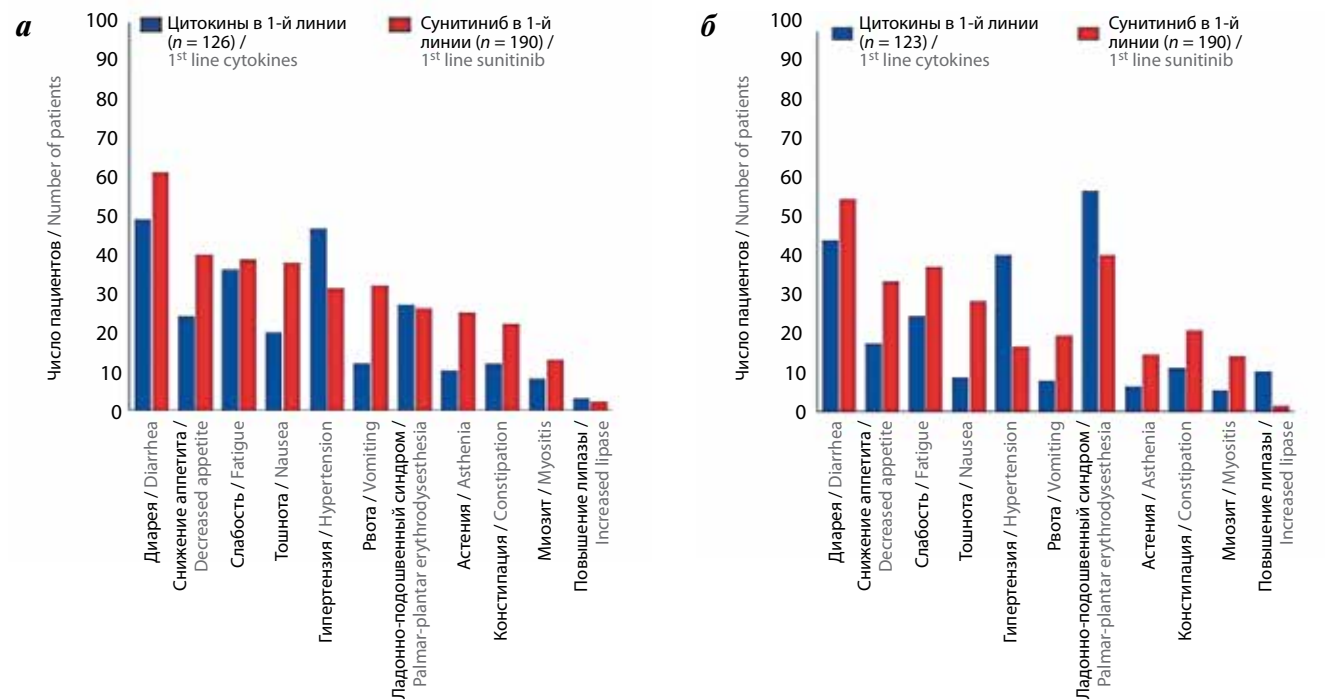 а
Цитокины в 1-й линии
(n = 126) /
1st line cytokines
Сунитиниб в 1-й
линии (n = 190) /
1st line sunitinib
Число пациентов / Number of patients
100
90
80
70
60
50
40
30
20
10
0
Диарея / Diarrhea
Снижение аппетита /
Decreased appetite
Слабость / Fatigue
Тошнота / Nausea
Гипертензия / Hypertension
Рвота / Vomiting
Ладонно-подошвенный синдром /
Palmar-plantar erythrodysesthesia
Астения / Asthenia
Констипация / Constipation
Миозит / Myositis
Повышение липазы /
Increased lipase
б
Цитокины в 1-й линии
(n = 123) /
1st line cytokines
Сунитиниб в 1-й
линии (n = 190) /
1st line sunitinib
Число пациентов / Number of patients
100
90
80
70
60
50
40
30
20
10
0
Диарея / Diarrhea
Снижение аппетита /
Decreased appetite
Слабость / Fatigue
Тошнота / Nausea
Гипертензия / Hypertension
Рвота / Vomiting
Ладонно-подошвенный синдром /
Palmar-plantar erythrodysesthesia
Астения / Asthenia
Констипация / Constipation
Миозит / Myositis
Повышение липазы /
Increased lipase